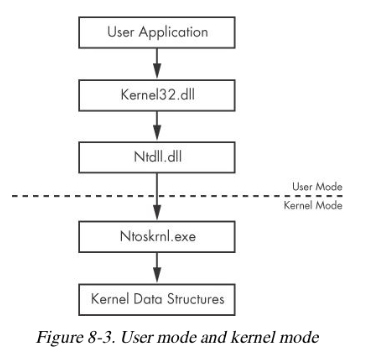 User Application
Kernel32.dll
Ntdll.dll
User Mode
Kernel Mode
Ntoskrnl.exe
Kernel Data Structures
Figure 8-3. User mode and kernel mode